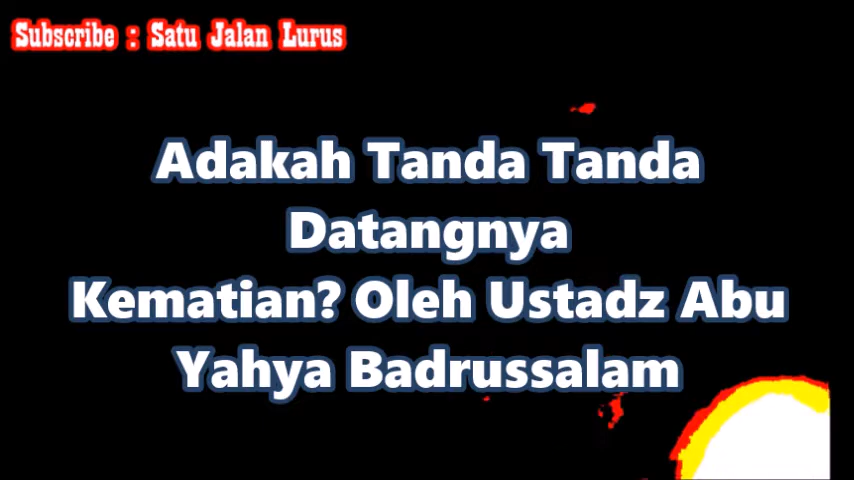 Subscribe : Satu Jalan Lurus
Adakah Tanda Tanda
Datangnya
Kematian? Oleh Ustadz Abu
Yahya Badrussalam